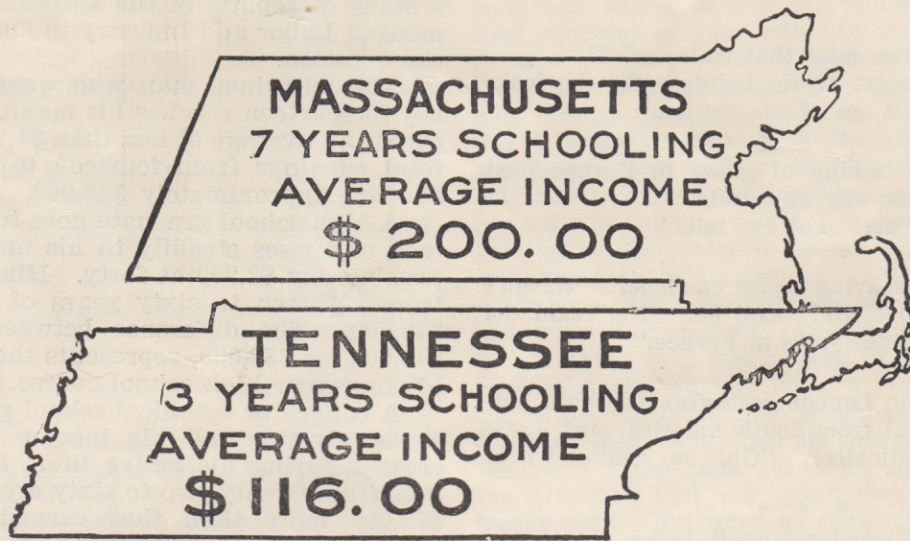 MASSACHUSETTS
7 YEARS SCHOOLING
AVERAGE INCOME
$ 200.00
TENNESSEE
3 YEARS SCHOOLING
AVERAGE INCOME
$116.00